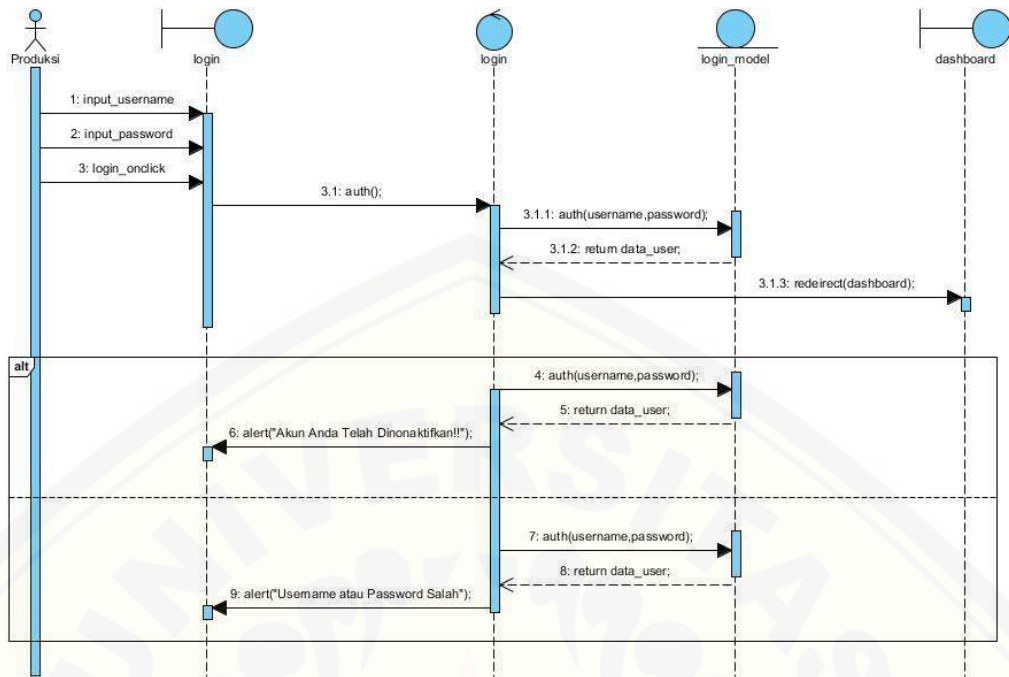 Produksi
login
login
login_model
dashboard
1: input_username
2: input_password
3: login_onclick
3.1: auth();
3.1.1: auth(username,password);
3.1.2: return data_user;
3.1.3: redeirect(dashboard);
alt
4: auth(username,password);
5: return data_user;
6: alert("Akun Anda Telah Dinonaktifkan!!");
7: auth(username,password);
8: return data_user;
9: alert("Username atau Password Salah");
UNIVERSITAS